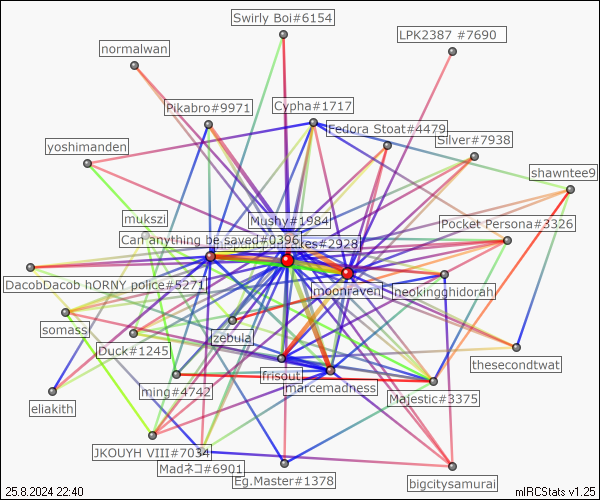 Swirly Boi#6154
LPK2387 #7690
normalwan
Pikabro#9971
Cypha#1717
Fedora Stoat#4479
Silver#7938
yoshimanden
shawntee9
mukszi
Mushy#1984
Pocket Persona#3326
Can anything be saved#0396
kes#2928
DacobDacob hORNY police#5271
moonraven
heokingghidorah
somass
zebula
Duck#1245
thesecondtwat
frisout
ming#4742
marcemadness
eliakith
Majestic#3375
JKOUYH VIII#7034
Madネコ#6901
Eg.Master#1378
bigcitysamurai
25.8.2024 22:40
mIRCStats v1.25